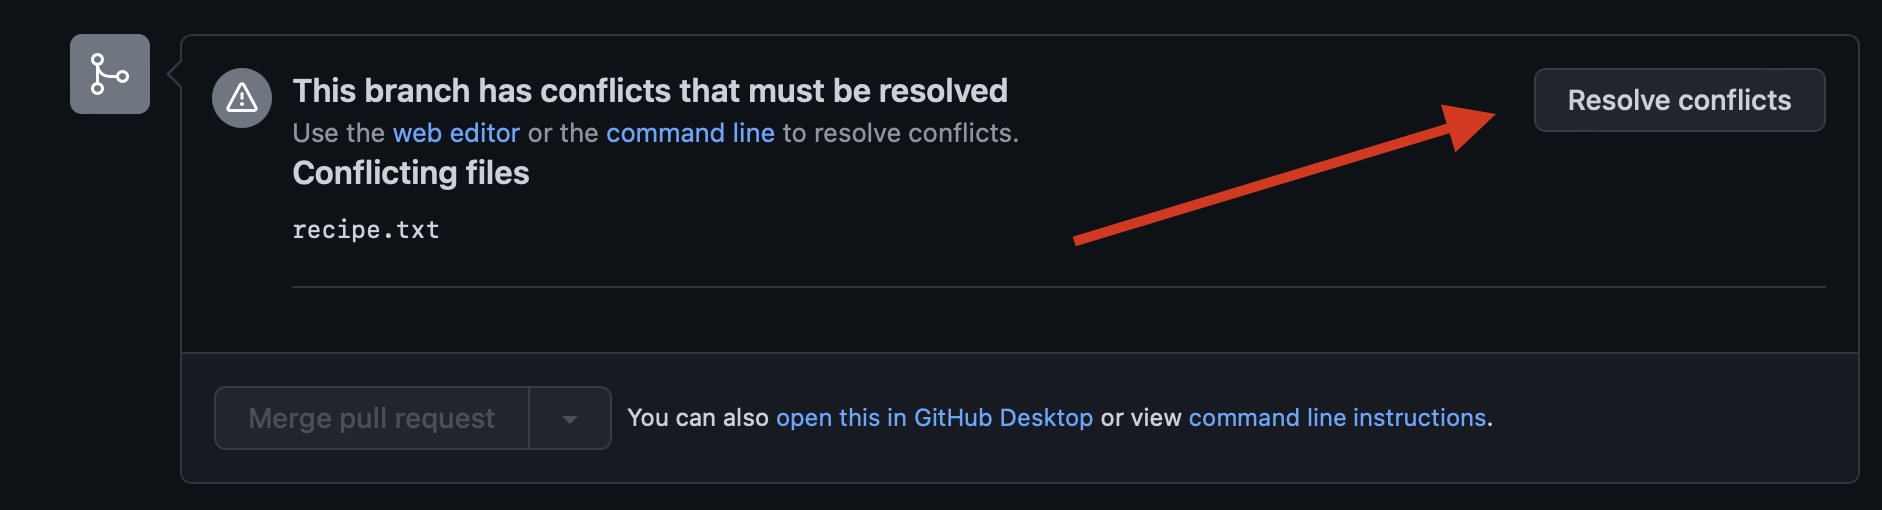 This branch has conflicts that must be resolved
Resolve conflicts
Use the web editor or the command line to resolve conflicts.
Conflicting files
recipe.txt
Merge pull request
You can also open this in GitHub Desktop or view command line instructions.